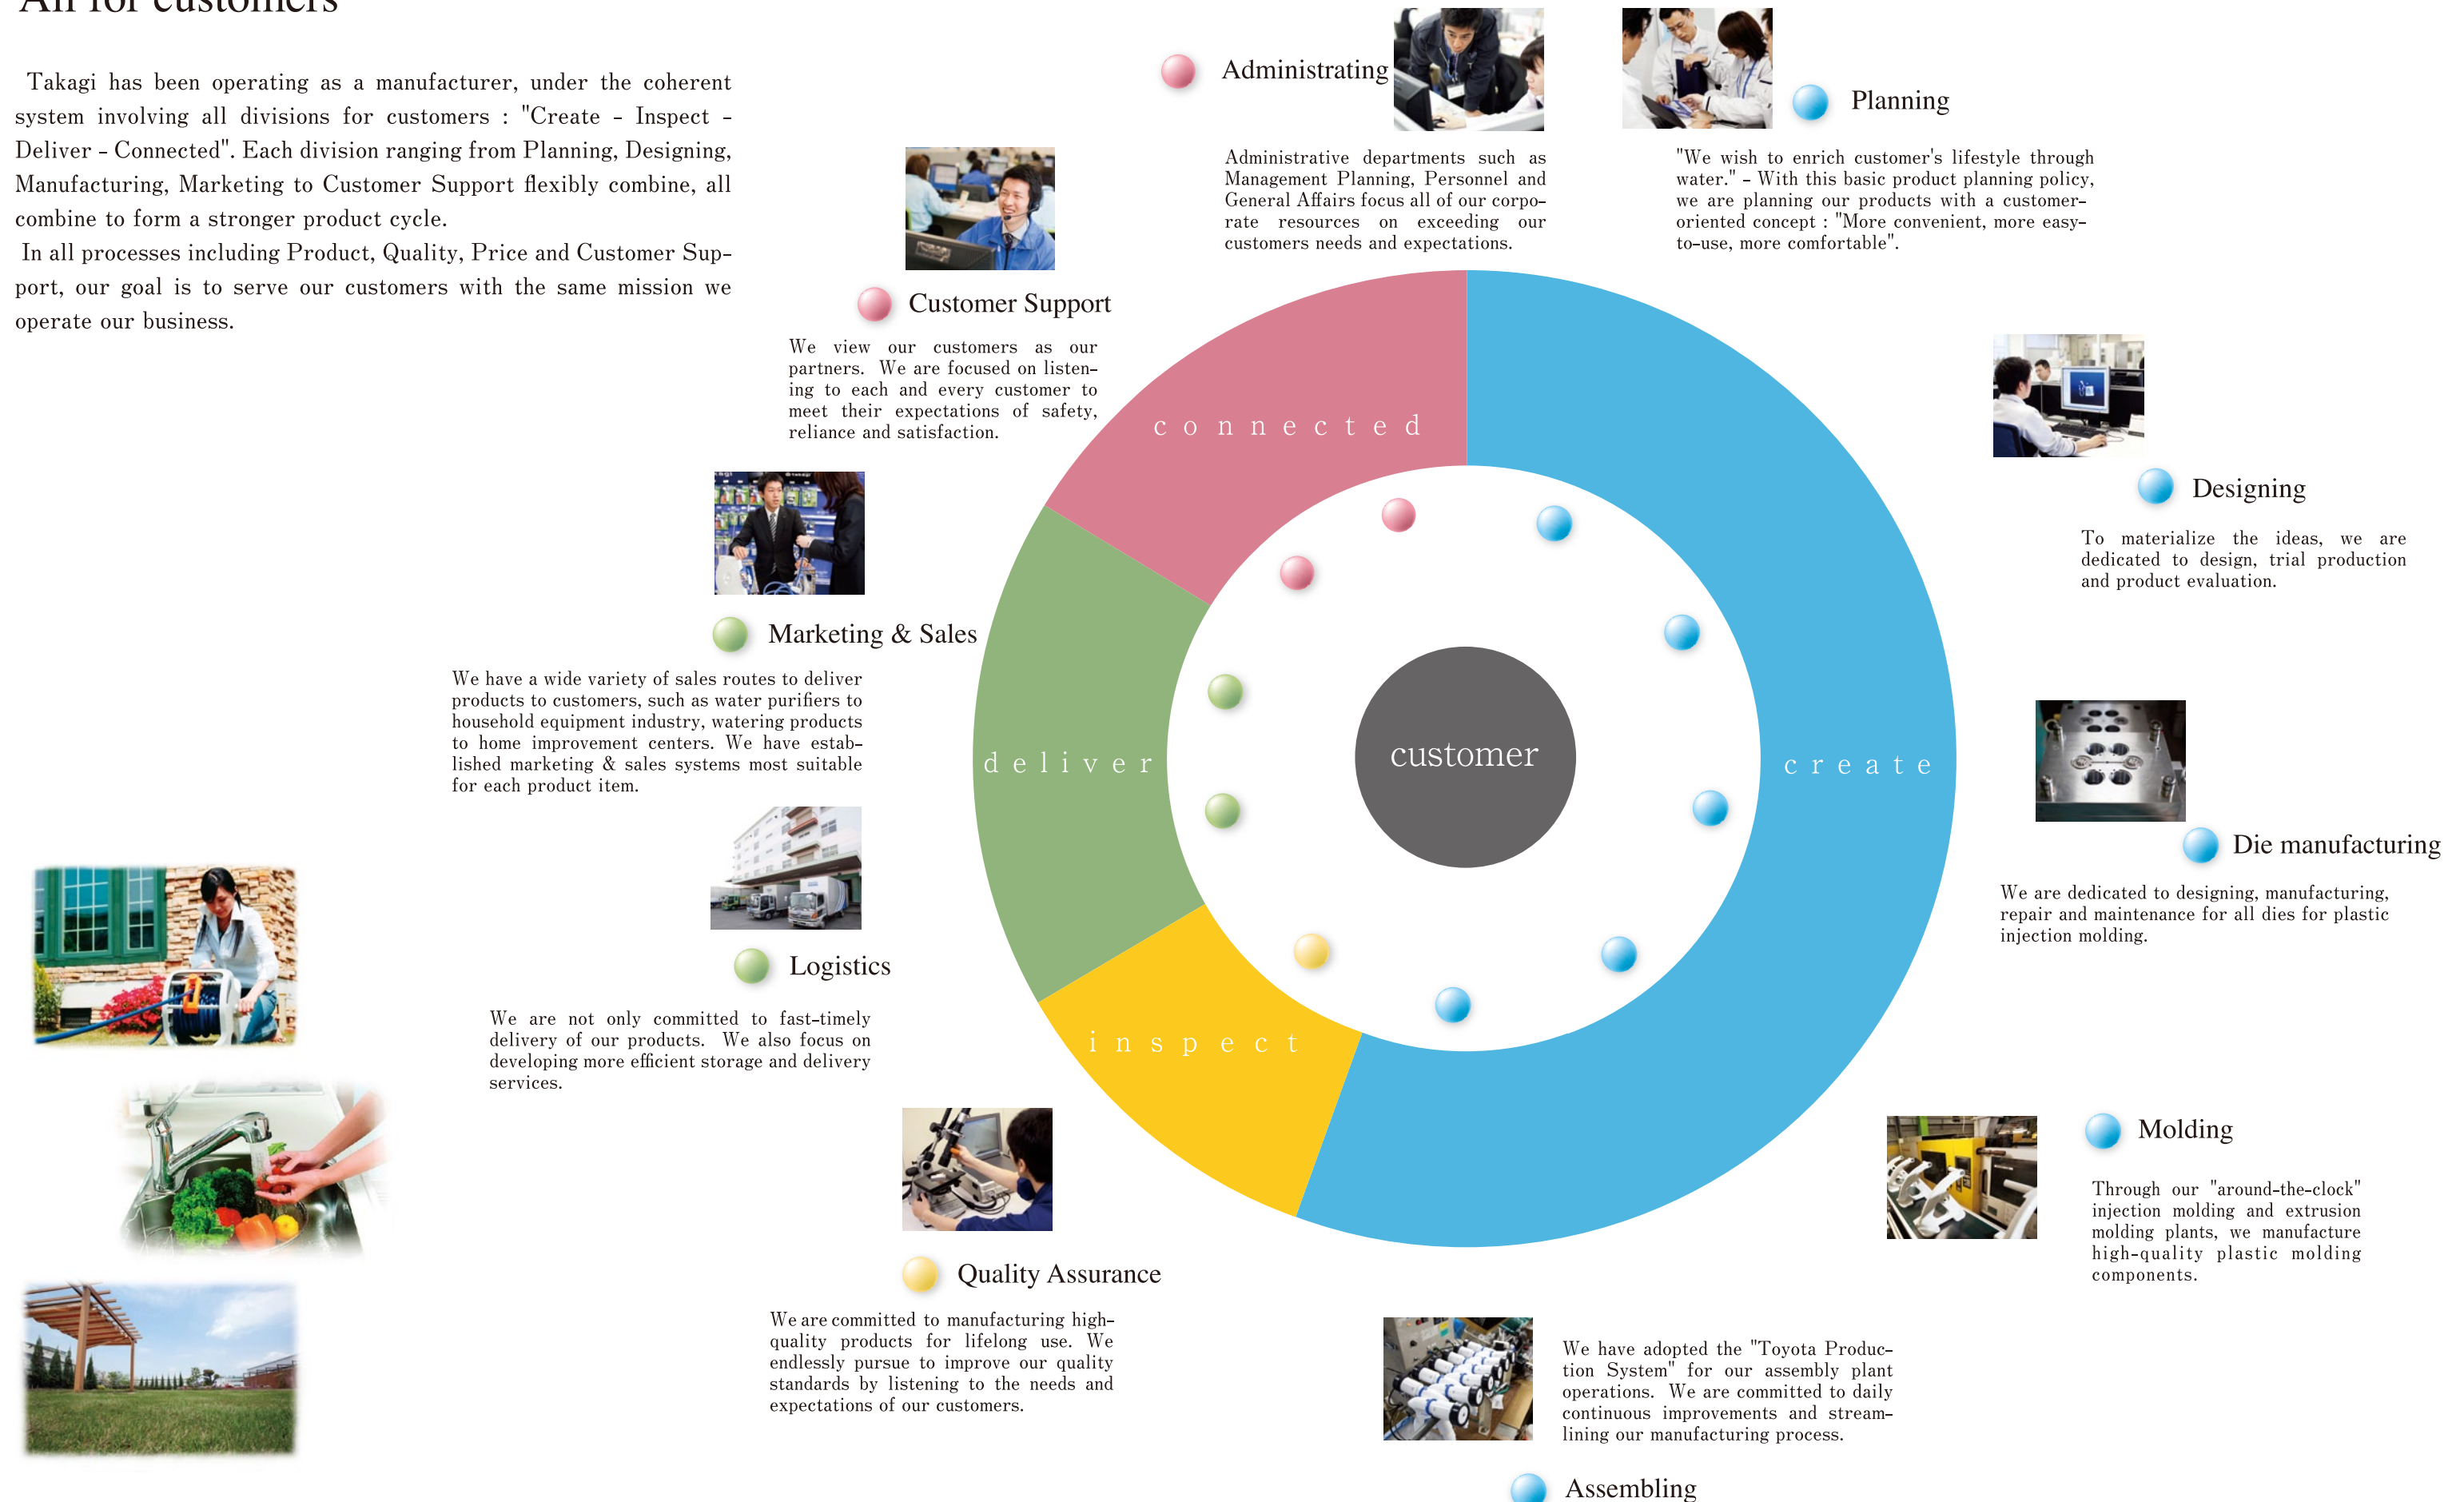 All for customers
Takagi has been operating as a manufacturer, under the coherent
system involving all divisions for customers : "Create - Inspect -
Deliver - Connected". Each division ranging from Planning, Designing,
Manufacturing, Marketing to Customer Support flexibly combine, all
combine to form a stronger product cycle.
In all processes including Product, Quality, Price and Customer Sup-
port, our goal is to serve our customers with the same mission we
operate our business.
Administrating
Administrative departments such as
Management Planning, Personnel and
General Affairs focus all of our corpo-
rate resources on exceeding our
customers needs and expectations.
Planning
"We wish to enrich customer's lifestyle through
water." - With this basic product planning policy,
we are planning our products with a customer-
oriented concept : "More convenient, more easy-
to-use, more comfortable".
Customer Support
We view our customers as our
partners. We are focused on listen-
ing to each and every customer to
meet their expectations of safety,
reliance and satisfaction.
Designing
To materialize the ideas, we are
dedicated to design, trial production
and product evaluation.
Marketing & Sales
We have a wide variety of sales routes to deliver
products to customers, such as water purifiers to
household equipment industry, watering products
to home improvement centers. We have estab-
lished marketing & sales systems most suitable
for each product item.
connected
deliver
customer
create
inspect
Die manufacturing
We are dedicated to designing, manufacturing,
repair and maintenance for all dies for plastic
injection molding.
Logistics
We are not only committed to fast-timely
delivery of our products. We also focus on
developing more efficient storage and delivery
services.
Molding
Through our "around-the-clock"
injection molding and extrusion
molding plants, we manufacture
high-quality plastic molding
components.
Quality Assurance
We are committed to manufacturing high-
quality products for lifelong use. We
endlessly pursue to improve our quality
standards by listening to the needs and
expectations of our customers.
We have adopted the "Toyota Produc-
tion System" for our assembly plant
operations. We are committed to daily
continuous improvements and stream-
lining our manufacturing process.
Assembling